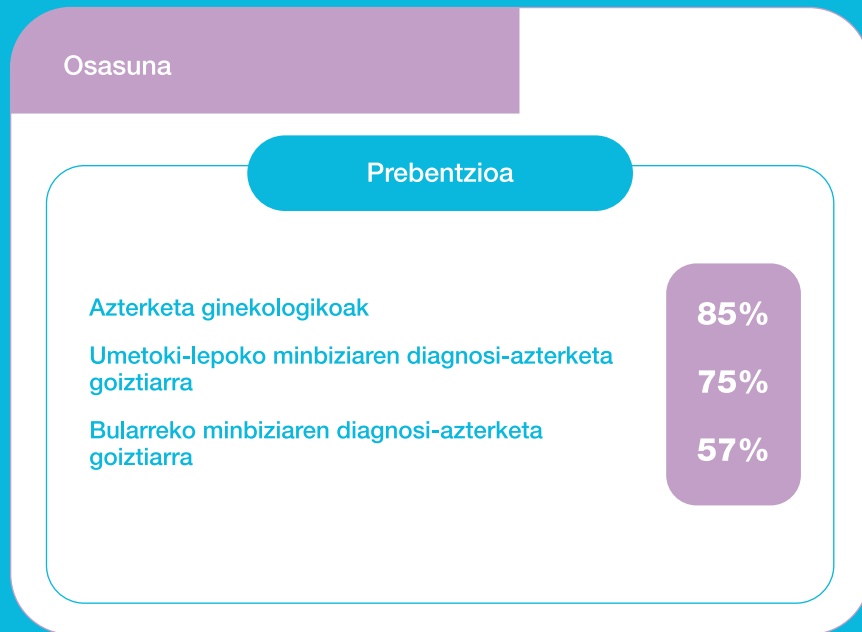 Osasuna
Prebentzioa
Azterketa ginekologikoak
85%
Umetoki-lepoko minbiziaren diagnosi-azterketa
goiztiarra
75%
Bularreko minbiziaren diagnosi-azterketa
goiztiarra
57%